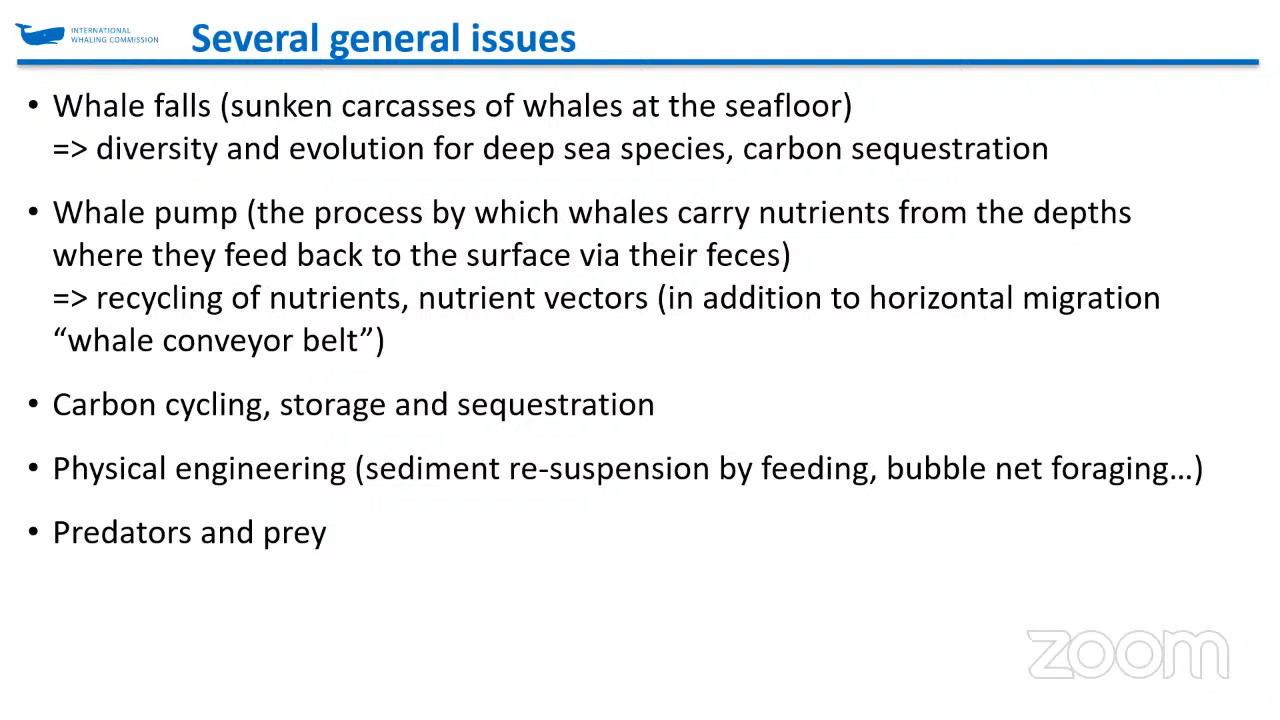 INTERNATIONAL
WHALING COMMISSION
Several general issues
• Whale falls (sunken carcasses of whales at the seafloor)
=> diversity and evolution for deep sea species, carbon sequestration
• Whale pump (the process by which whales carry nutrients from the depths
where they feed back to the surface via their feces)
=> recycling of nutrients, nutrient vectors (in addition to horizontal migration
“whale conveyor belt”)
• Carbon cycling, storage and sequestration
• Physical engineering (sediment re-suspension by feeding, bubble net foraging…)
• Predators and prey
zoom